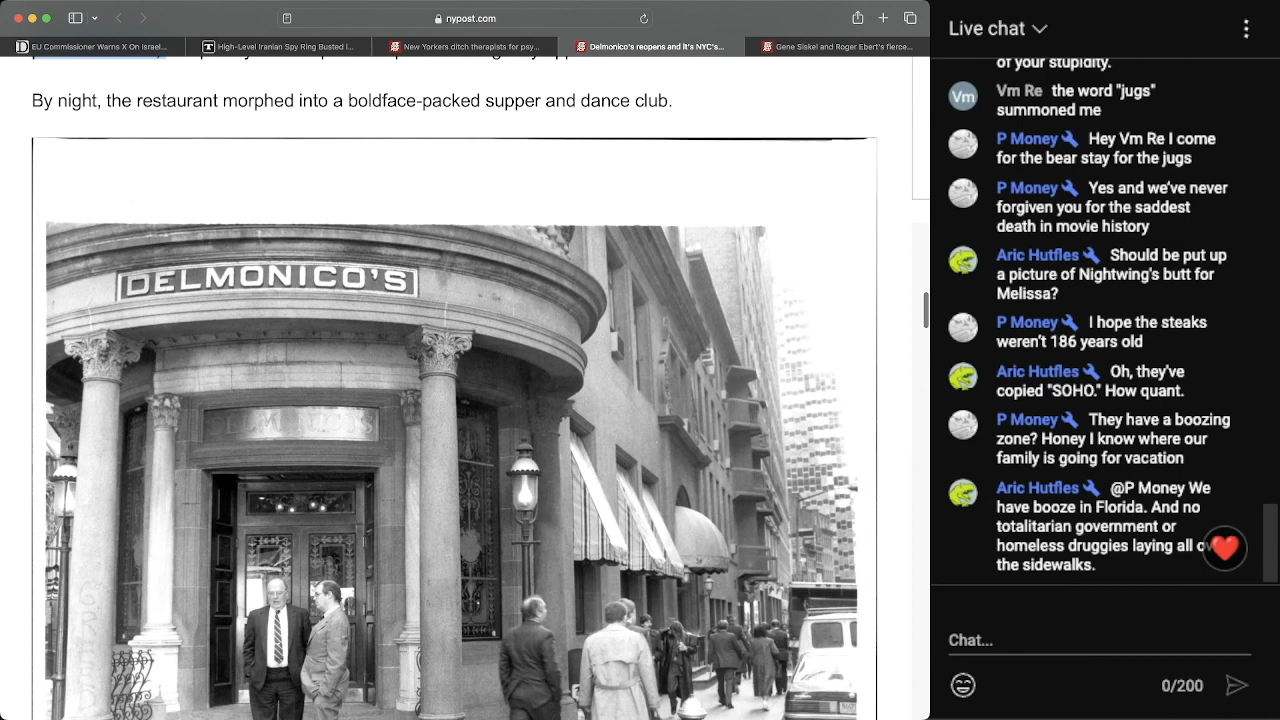 nypost.com
EU Commissioner Warns X On Israel...
High-Level Iranian Spy Ring Busted i...
New Yorkers ditch therapists for psy...
Delmonico's reopens and it's NYC's...
Gene Siskel and Roger Ebert's fierce...
By night, the restaurant morphed into a boldface-packed supper and dance club.
DELMONICO'S
Live chat
of your stupidity.
Vm
Vm Re the word "jugs"
summoned me
P Money Hey Vm Re I come
for the bear stay for the jugs
P Money Yes and we've never
forgiven you for the saddest
death in movie history
Aric Hutfles Should be put up
a picture of Nightwing's butt for
Melissa?
P Money I hope the steaks
weren't 186 years old
Aric Hutfles Oh, they've
copied "SOHO." How quant.
P Money They have a boozing
zone? Honey I know where our
family is going for vacation
Aric Hutfles @P Money We
have booze in Florida. And no
totalitarian government or
homeless druggies laying all
the sidewalks.
Chat...
0/200